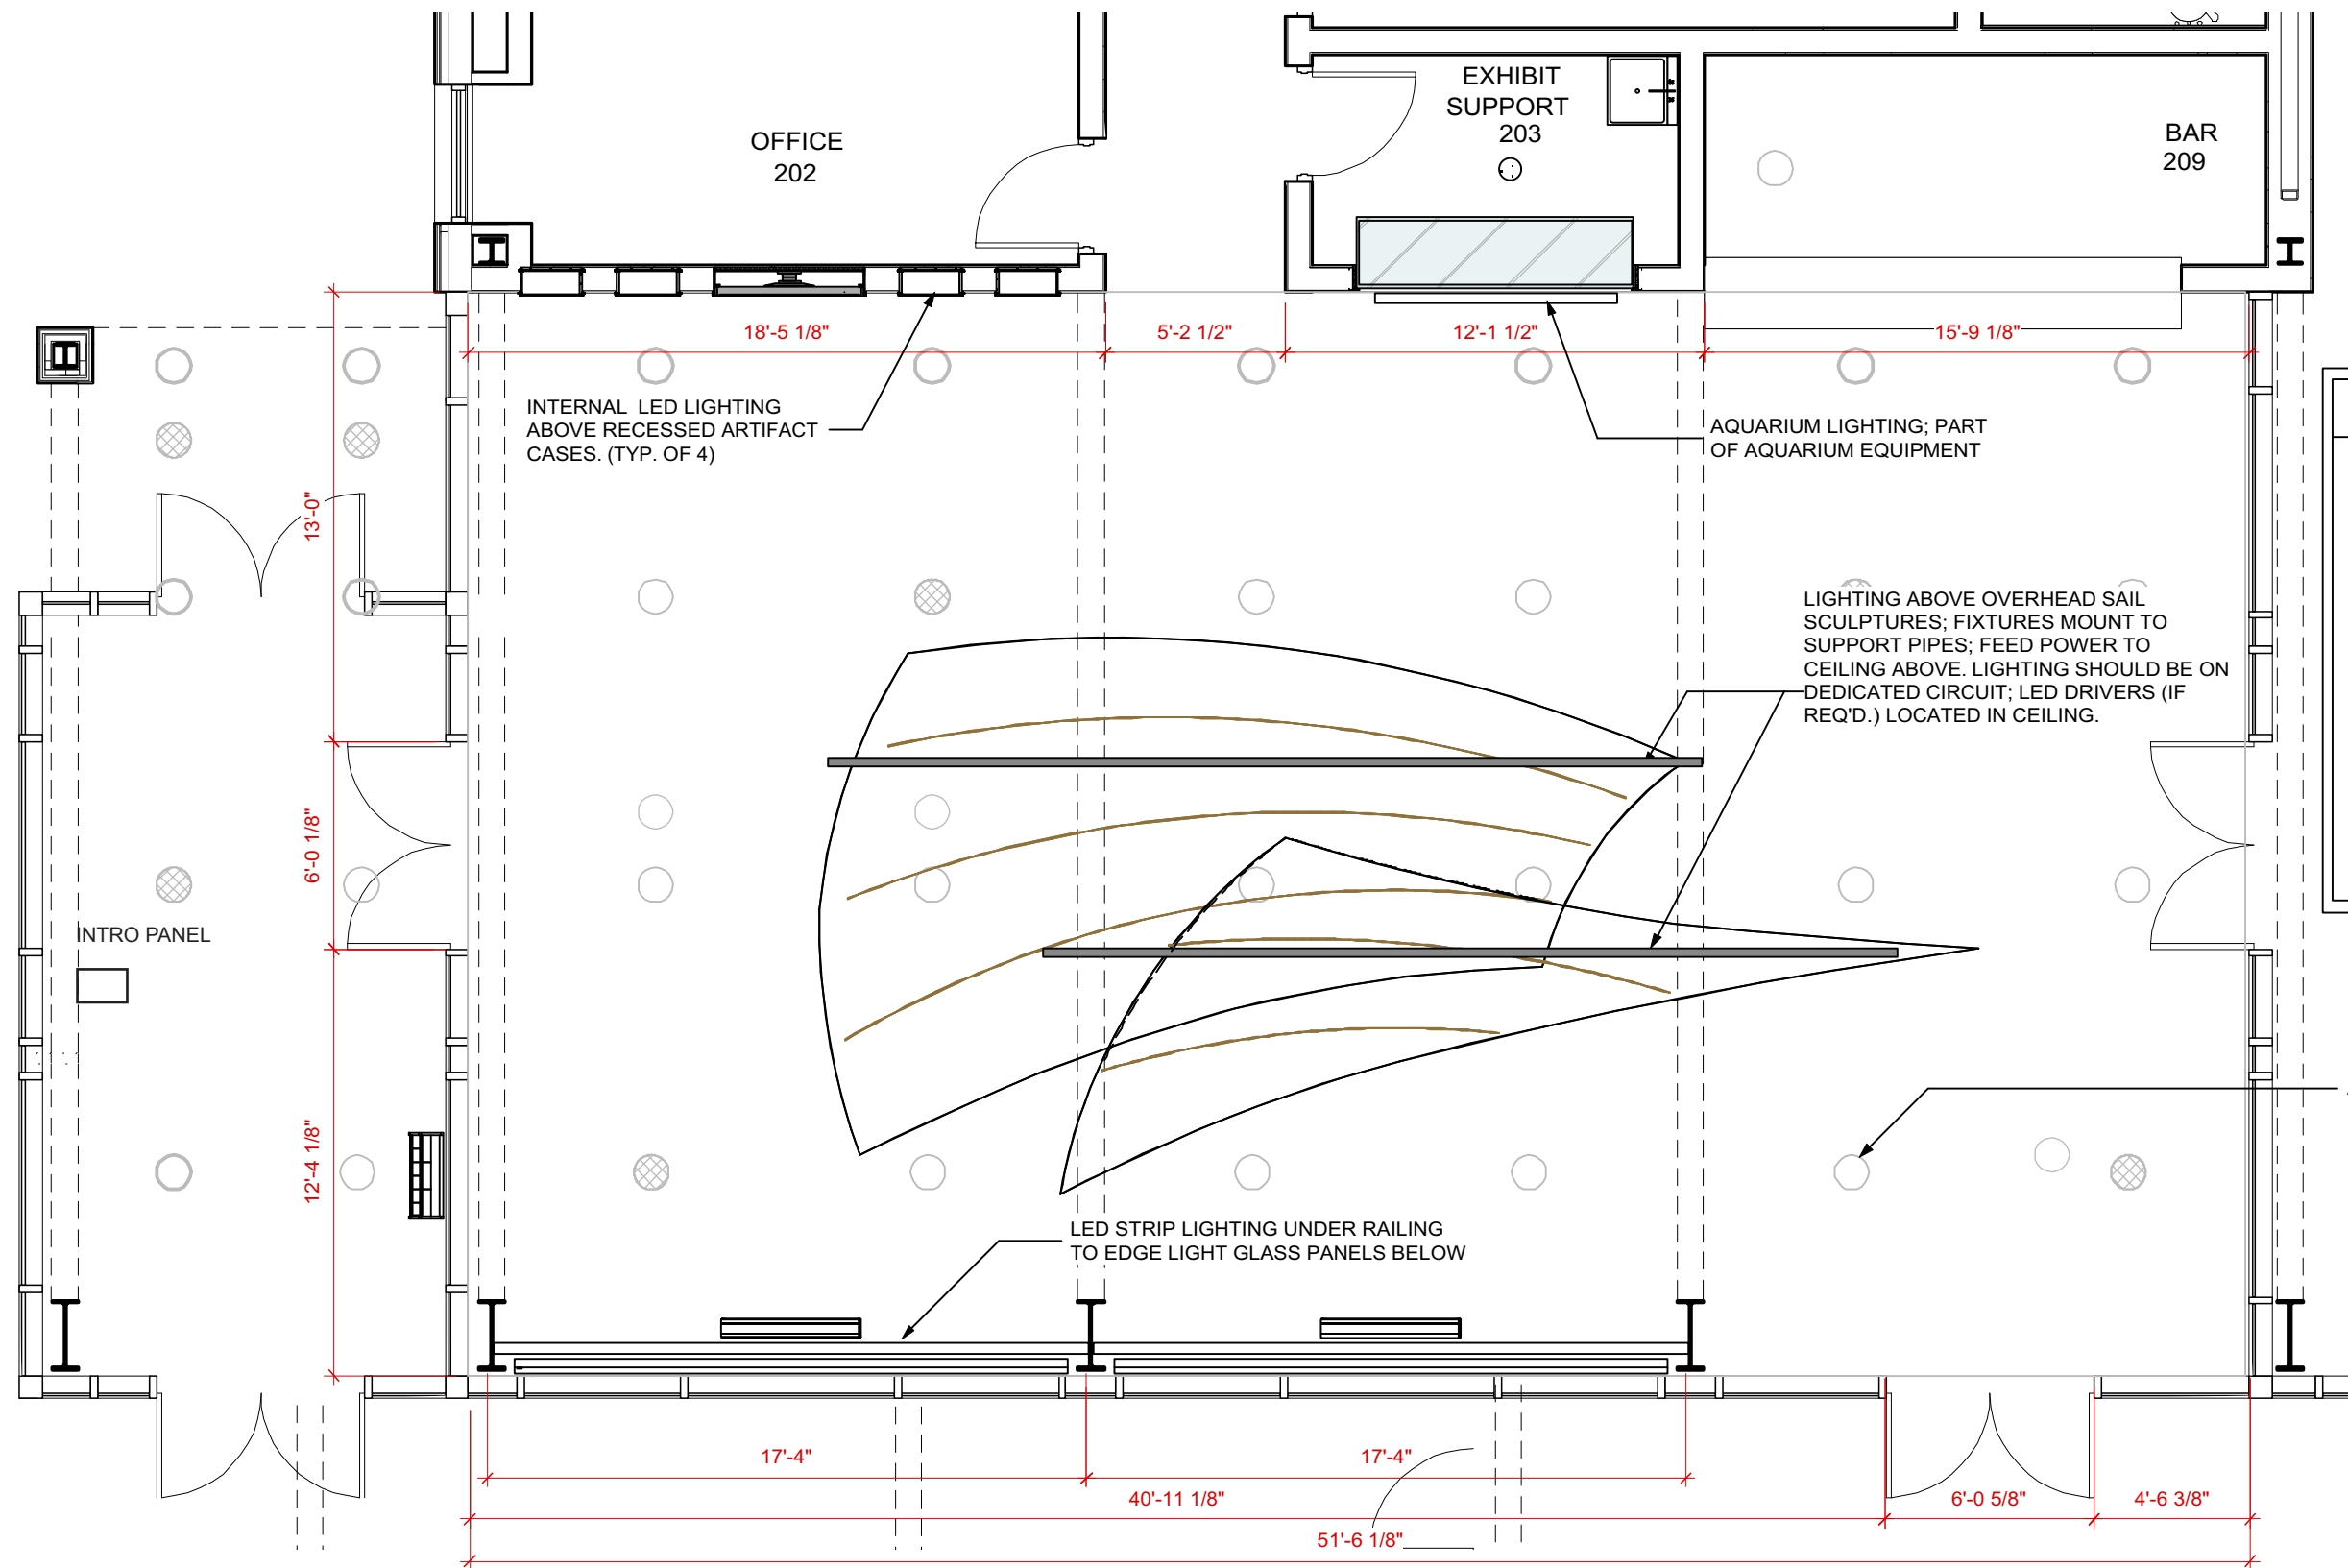 OFFICE
202
EXHIBIT
SUPPORT
203
BAR
209
18'-5 1/8"
5'-2 1/2"
12'-1 1/2"
15'-9 1/8"
INTERNAL LED LIGHTING
ABOVE RECESSED ARTIFACT
CASES. (TYP. OF 4)
AQUARIUM LIGHTING; PART
OF AQUARIUM EQUIPMENT
13'-0"
LIGHTING ABOVE OVERHEAD SAIL
SCULPTURES; FIXTURES MOUNT TO
SUPPORT PIPES; FEED POWER TO
CEILING ABOVE. LIGHTING SHOULD BE ON
DEDICATED CIRCUIT; LED DRIVERS (IF
REQ'D.) LOCATED IN CEILING.
6'-0 1/8"
INTRO PANEL
12'-4 1/8"
LED STRIP LIGHTING UNDER RAILING
TO EDGE LIGHT GLASS PANELS BELOW
17'-4"
17'-4"
40'-11 1/8"
6'-0 5/8"
4'-6 3/8"
51'-6 1/8"